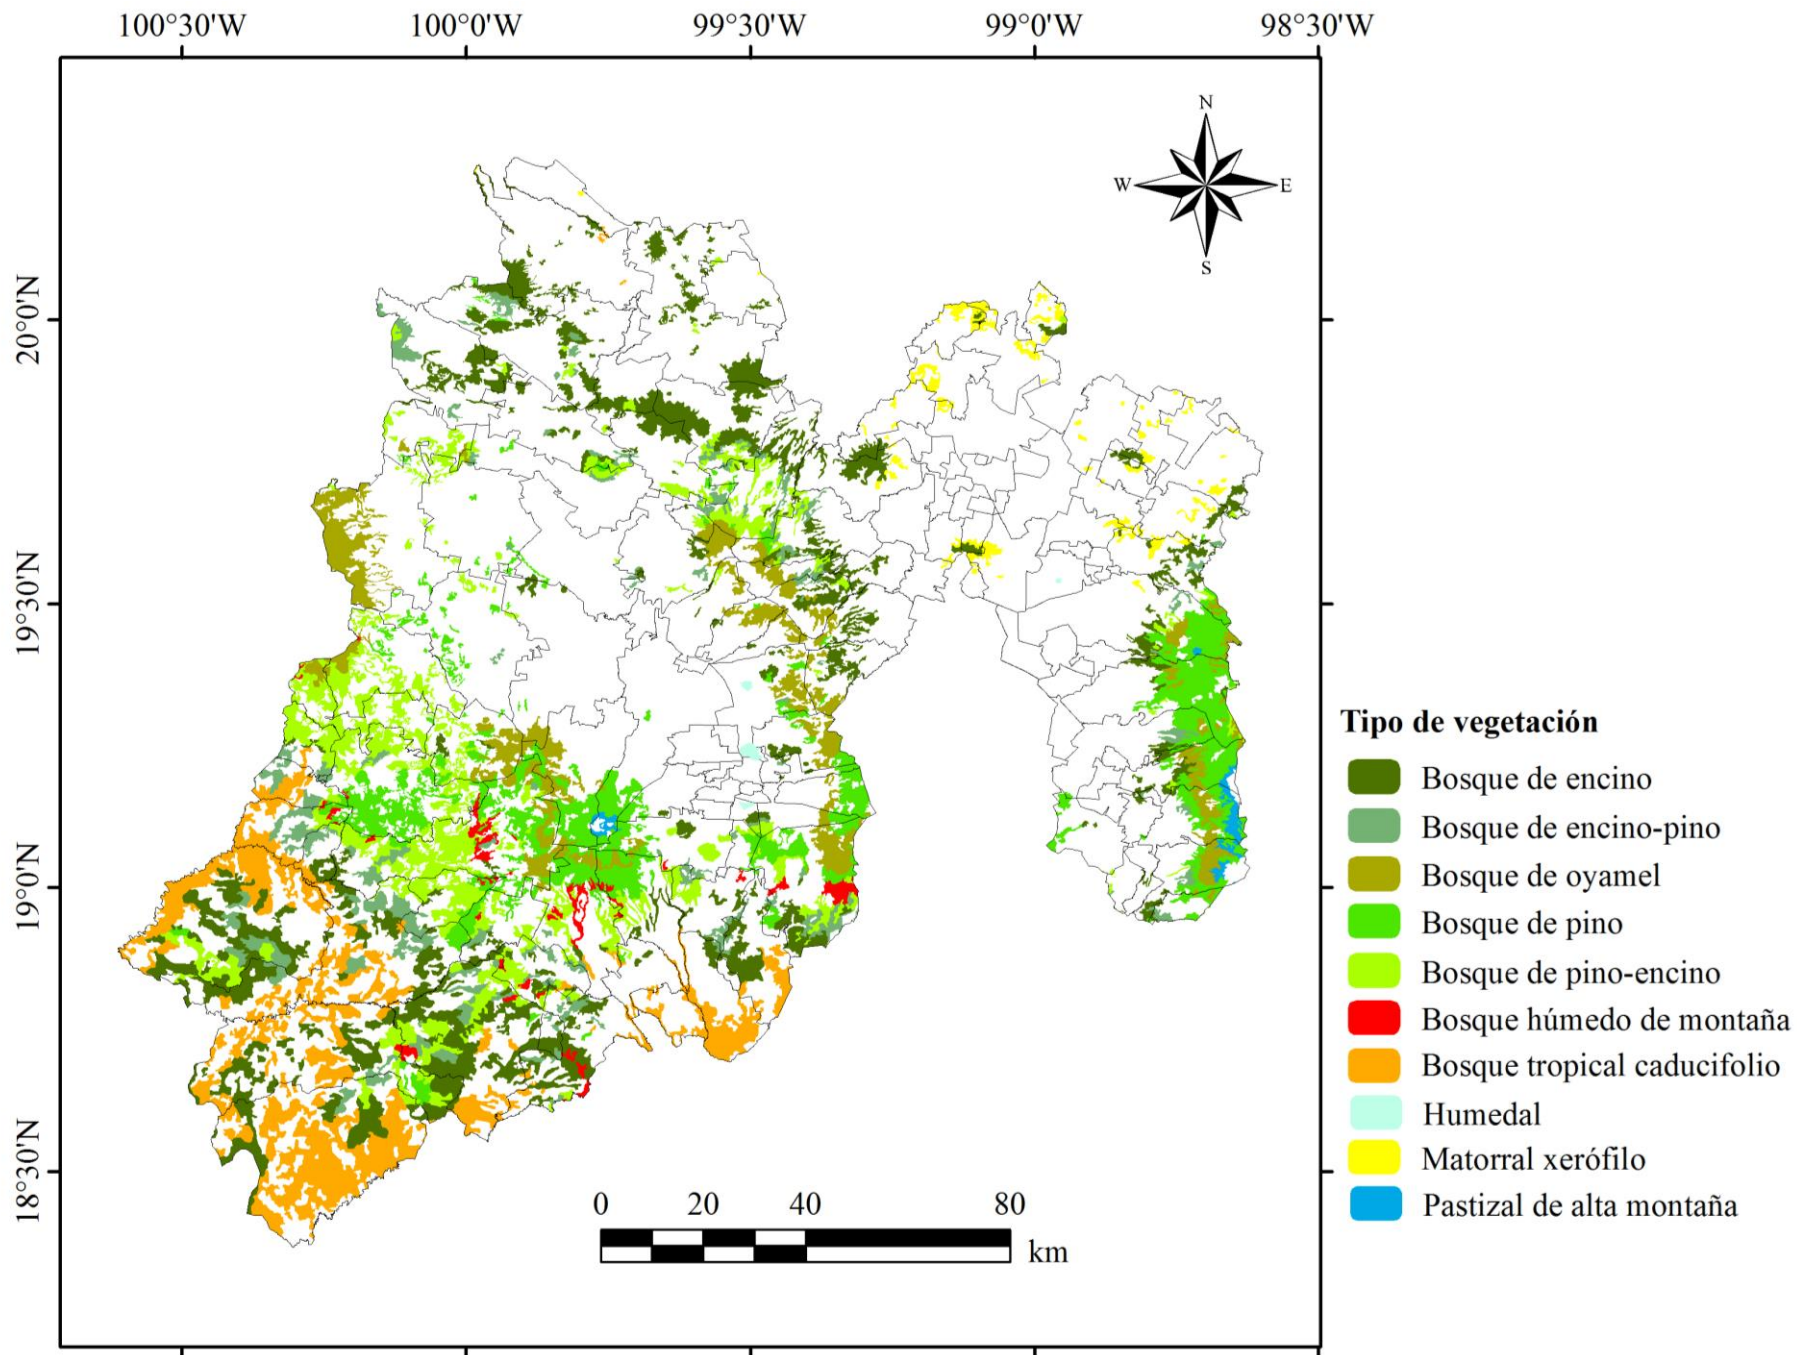 100°30'W 100°0'W 99°30'W 99°0'W 98°30'W
N
W E
S
20°0'N
19°30'N
19°0'N
18°30'N
Tipo de vegetación
Bosque de encino
Bosque de encino-pino
Bosque de oyamel
Bosque de pino
Bosque de pino-encino
Bosque húmedo de montaña
Bosque tropical caducifolio
Humedal
Matorral xerófilo
Pastizal de alta montaña
0 20 40 80
km